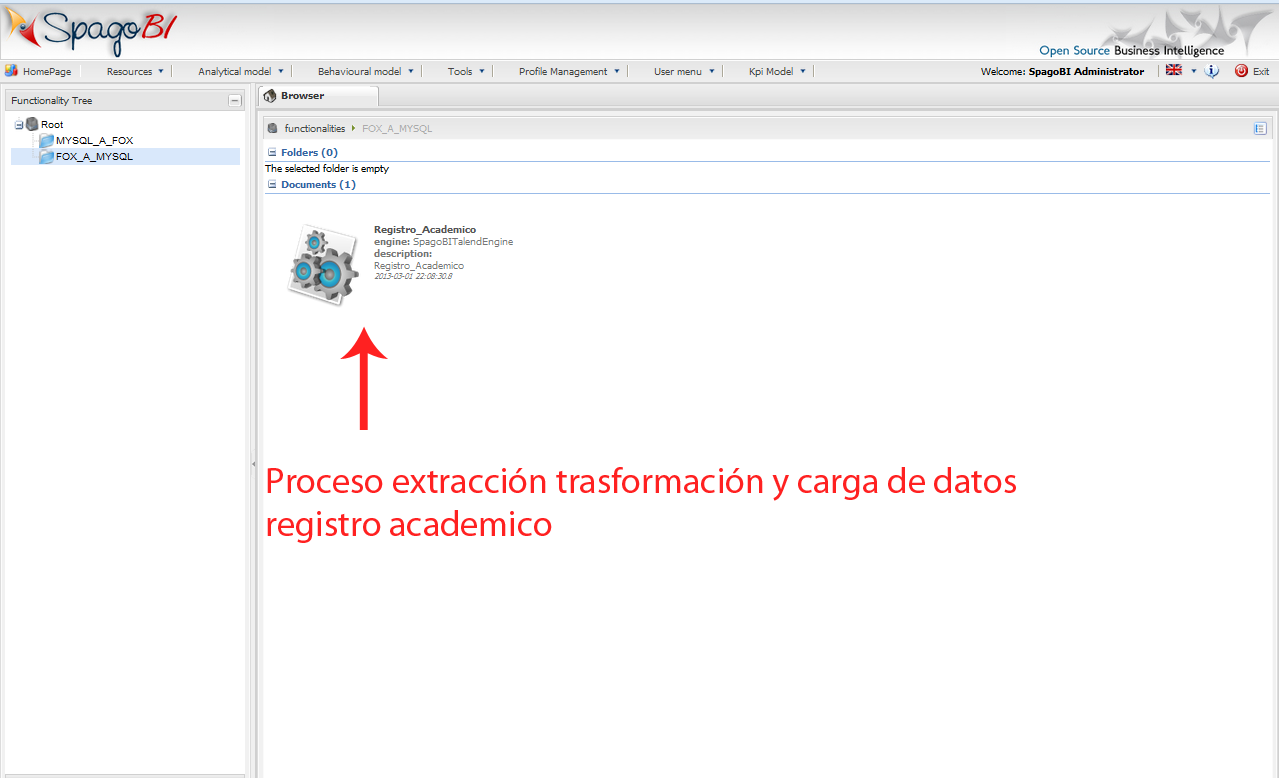 SpagoBI
Open Source Business Intelligence
HomePage Resources Analytical model Behavioural model Tools Profile Management User menu Kpi Model Welcome: SpagoBI Administrator Exit
Functionality Tree
Browser
Root
MYSQL_A_FOX
FOX_A_MYSQL
functionalities FOX_A_MYSQL
Folders (0)
The selected folder is empty
Documents (1)
Registro_Academico
engine: SpagoBITalendEngine
description:
Registro_Academico
2013-03-01 22:08:30.8
Proceso extracción trasformación y carga de datos
registro academico